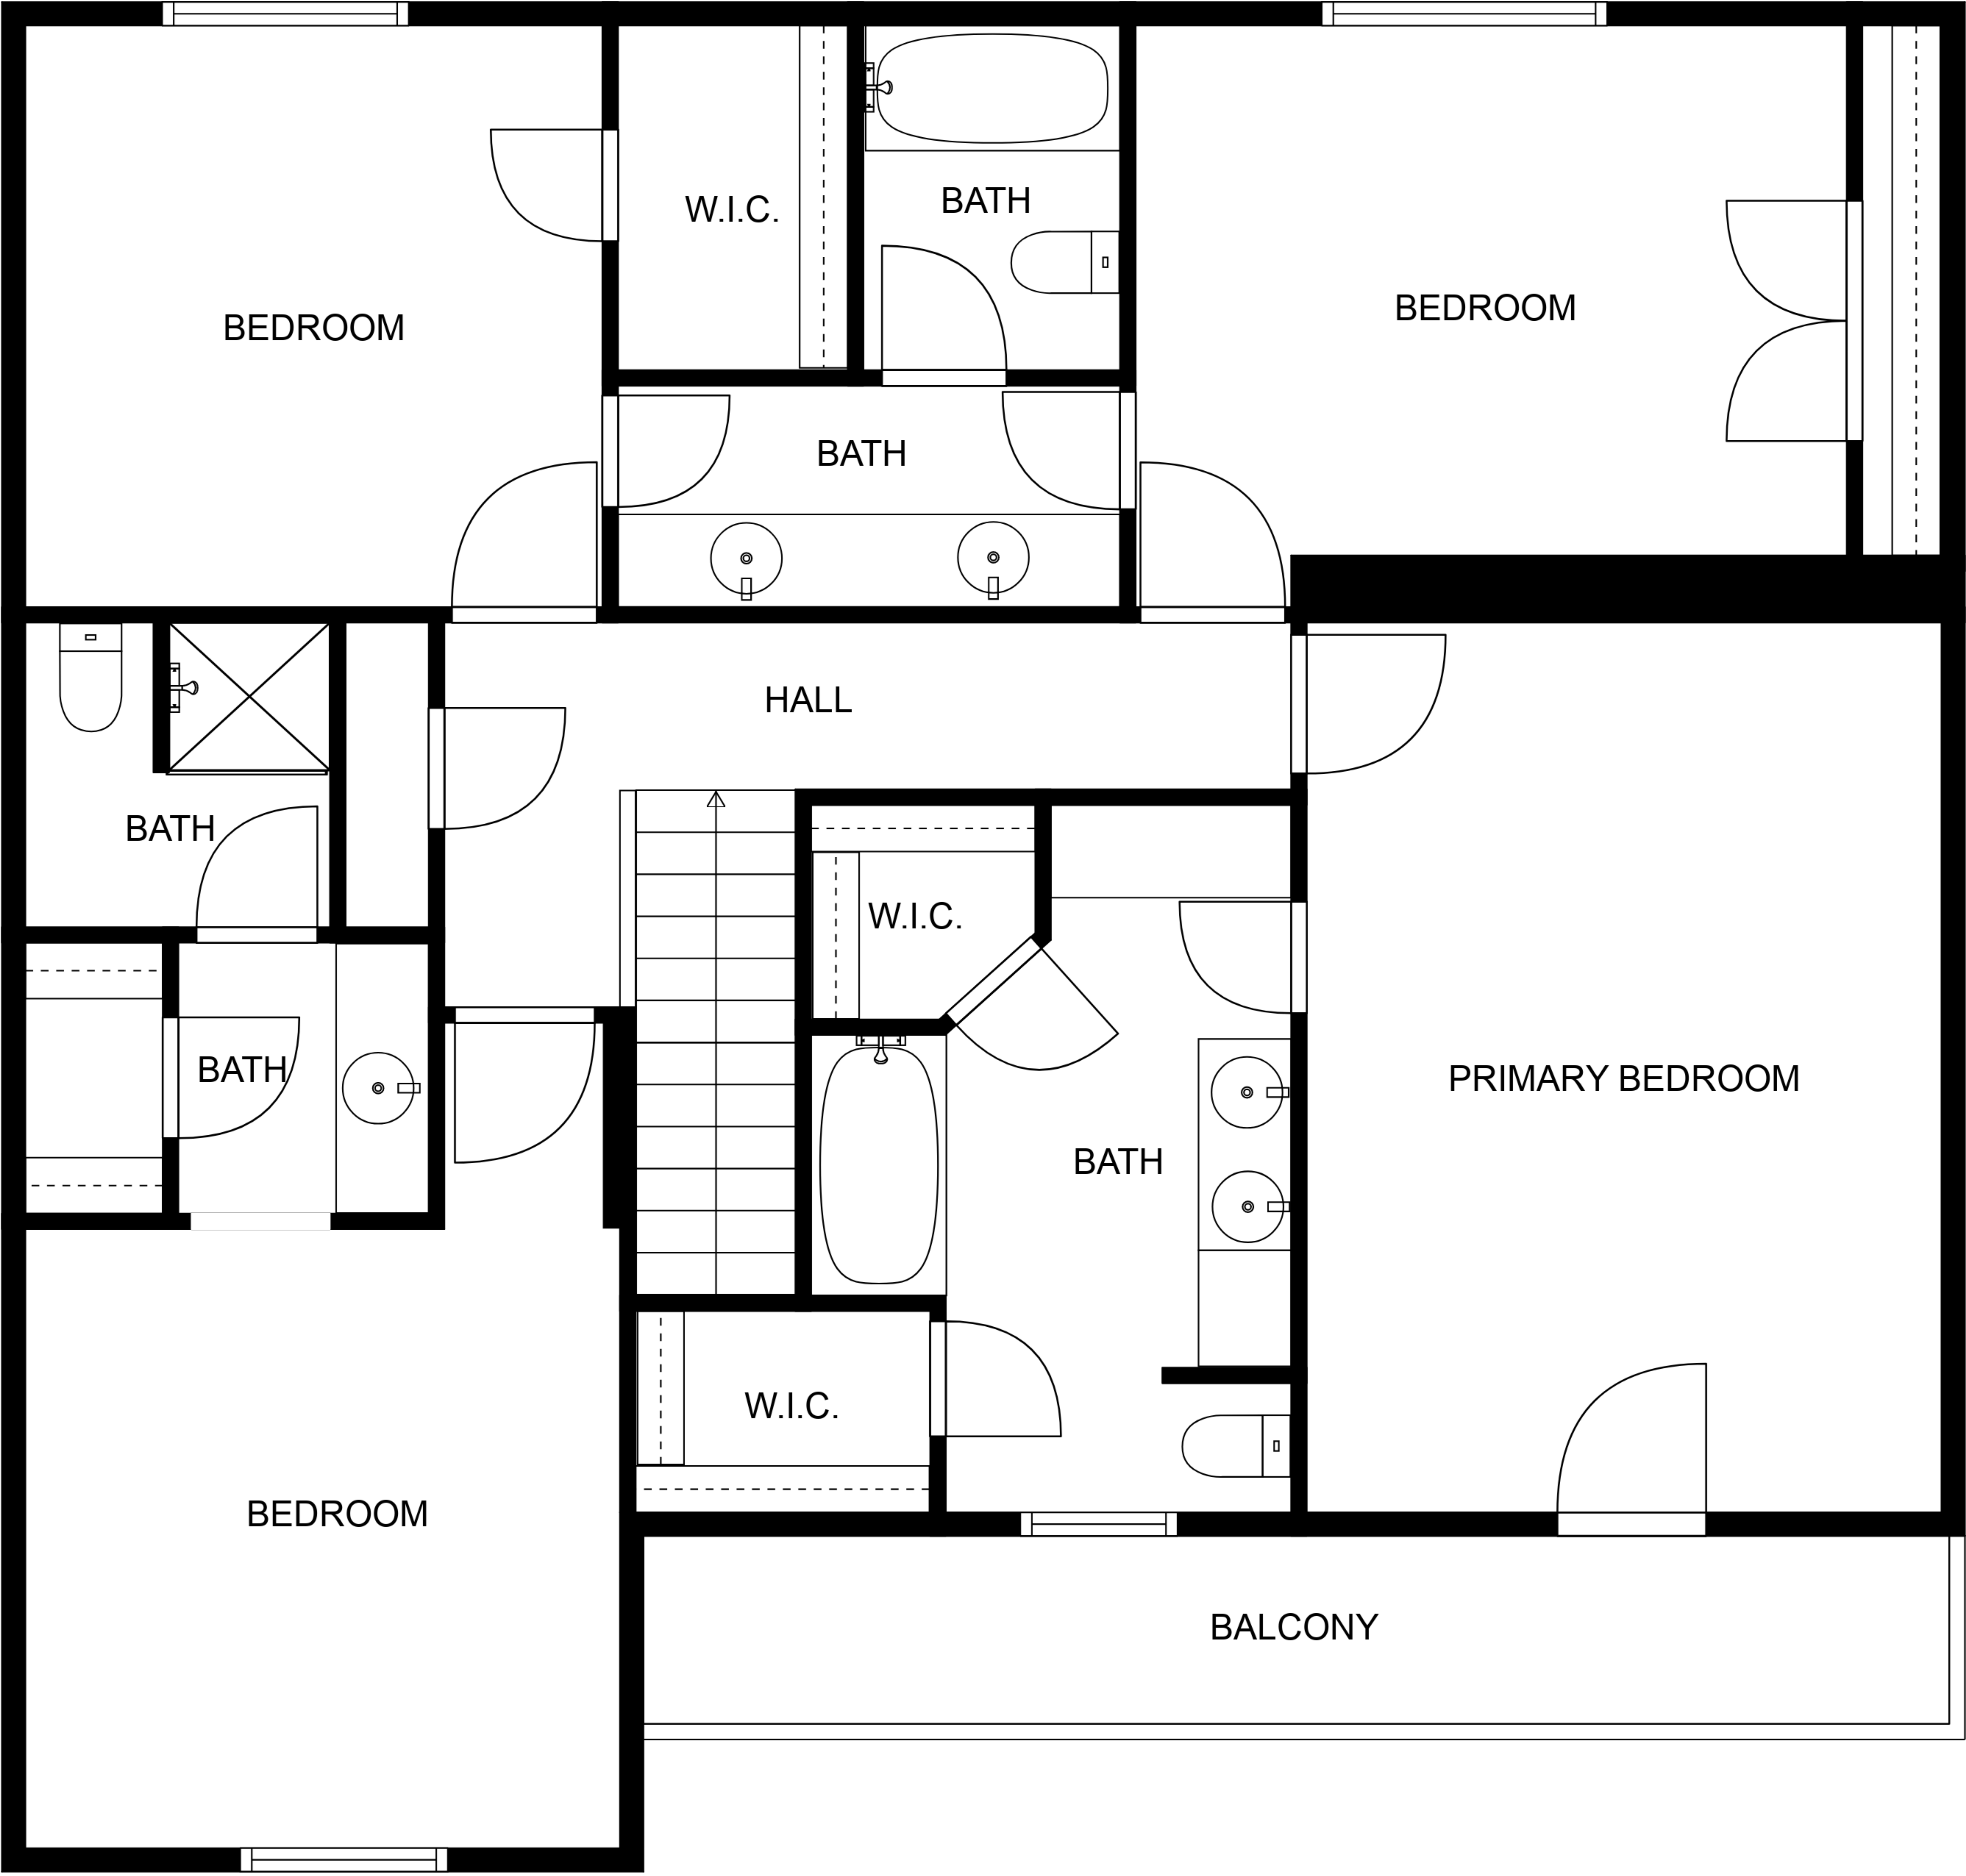 W.I.C.
BATH
BEDROOM
BEDROOM
BATH
HALL
BATH
W.I.C.
BATH
PRIMARY BEDROOM
BATH
W.I.C.
BEDROOM
BALCONY